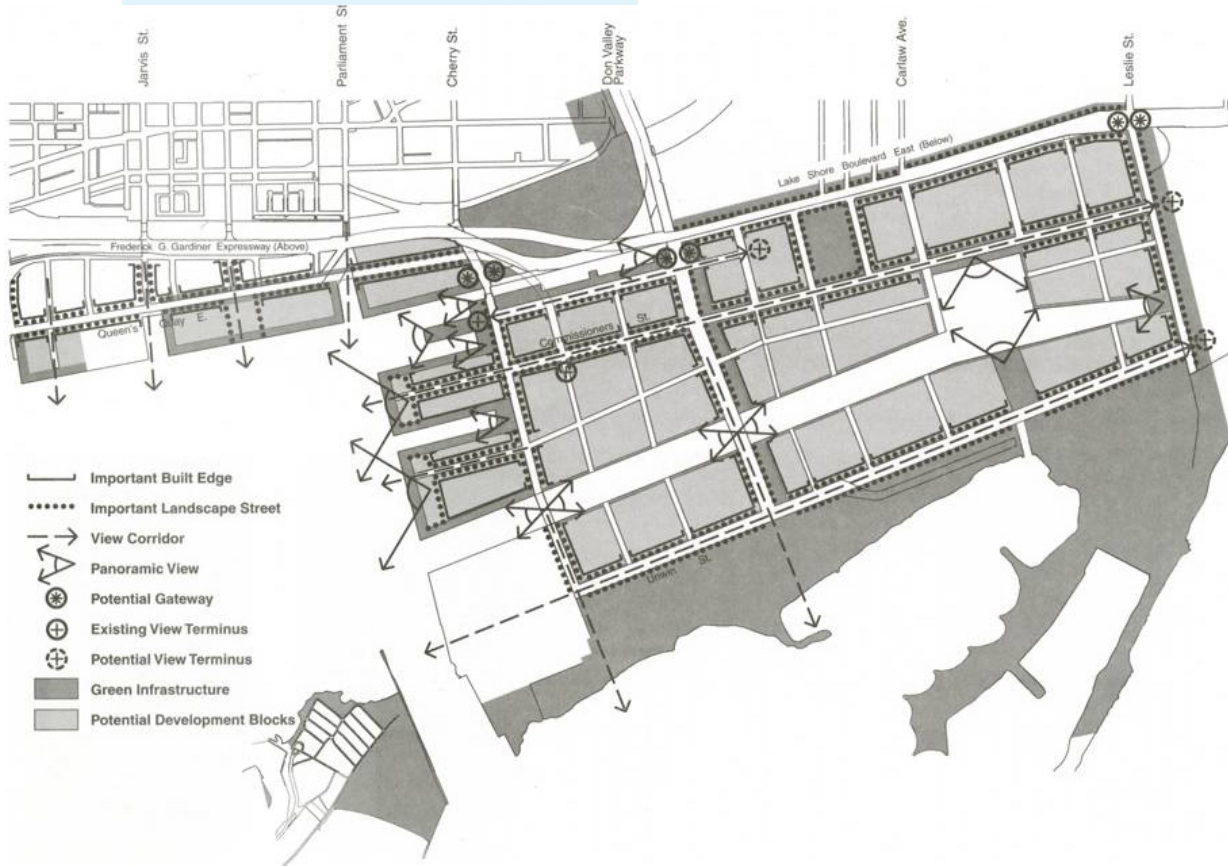 Jarvis St.
Parliament St
Cherry St.
Don Valley
Parkway
Carlaw Ave.
Leslie St.
Lake Shore Boulevard East (Below)
Frederick G. Gardiner Expressway (Above)
Queen's Quay E.
Commissioners St.
Unwin St.
Important Built Edge
Important Landscape Street
View Corridor
Panoramic View
Potential Gateway
Existing View Terminus
Potential View Terminus
Green Infrastructure
Potential Development Blocks